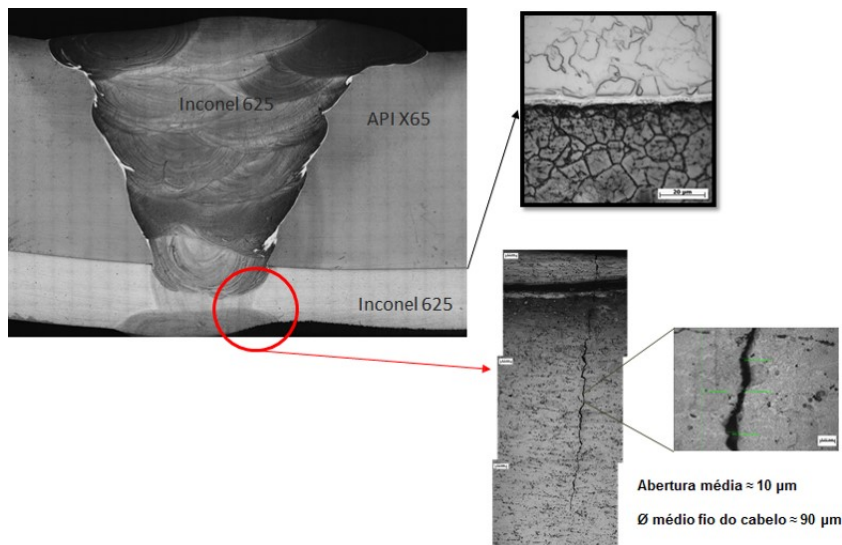 Inconel 625
API X65
Inconel 625
20 µm
Abertura média ≈ 10 µm
Ø médio fio do cabelo ≈ 90 µm